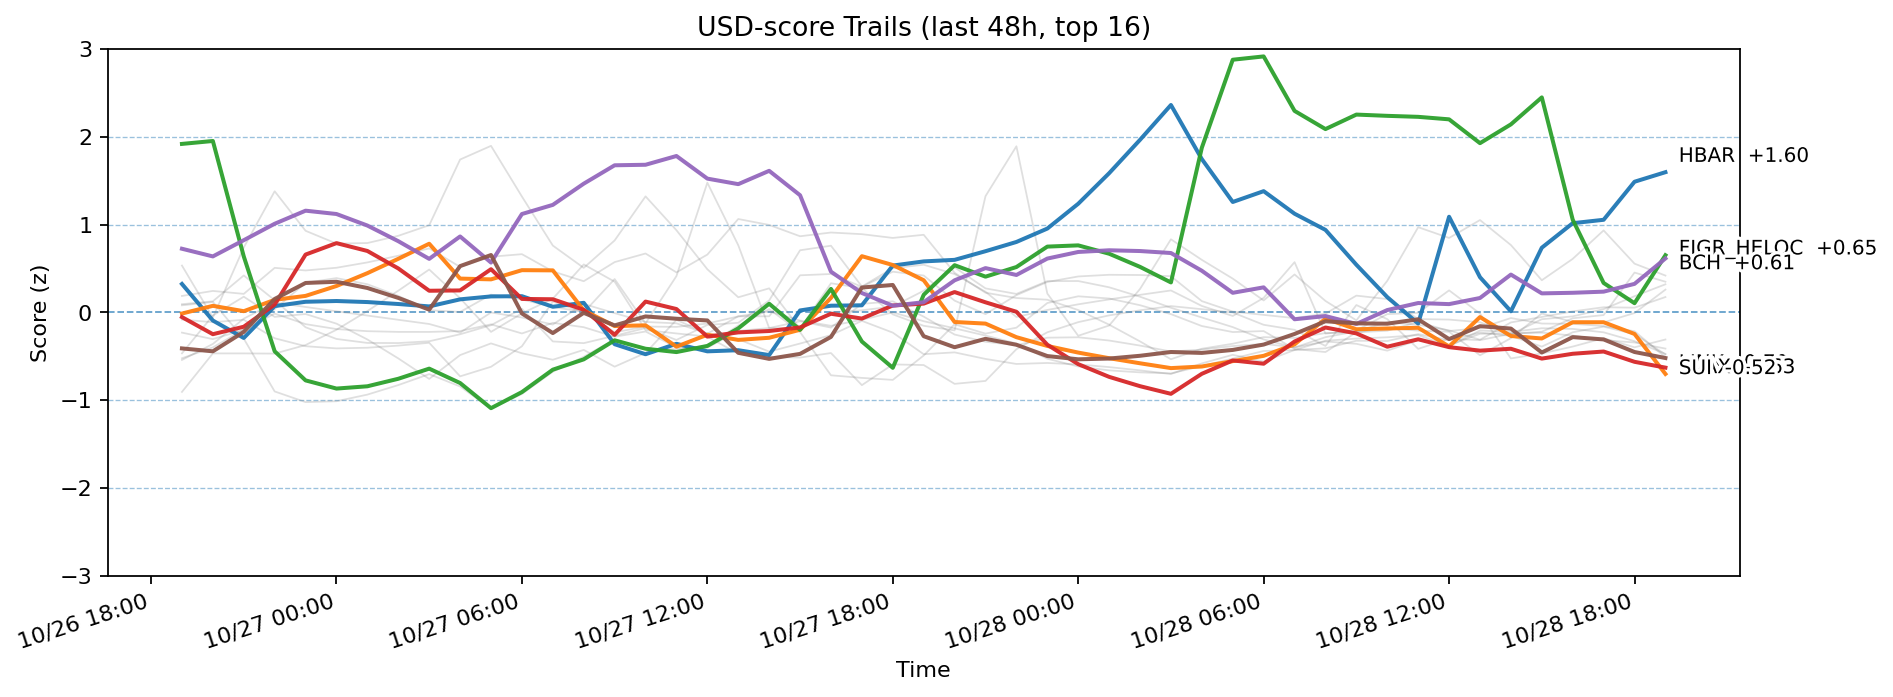 USD-score Trails (last 48h, top 16)
Score (z)
3
2
1
0
−1
−2
−3
HBAR +1.60
FIGR_HELOC +0.65
BCH +0.61
10/26 18:00
10/27 00:00
10/27 06:00
10/27 12:00
10/27 18:00
10/28 00:00
10/28 06:00
10/28 12:00
10/28 18:00
Time